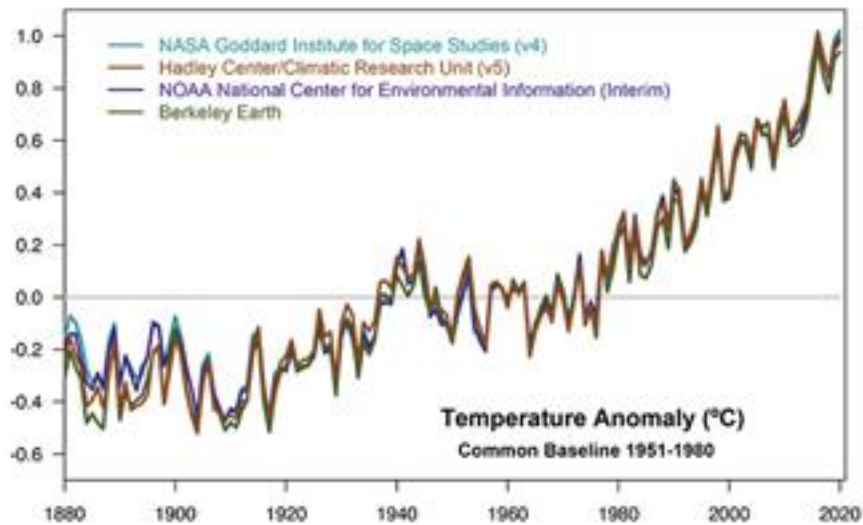 1.0
0.8
0.6
0.4
0.2
0.0
-0.2
-0.4
-0.6
NASA Goddard Institute for Space Studies (v4)
Hadley Center/Climatic Research Unit (v5)
NOAA National Center for Environmental Information (Interim)
Berkeley Earth
Temperature Anomaly (ºC)
Common Baseline 1951-1980
1880 1900 1920 1940 1960 1980 2000 2020